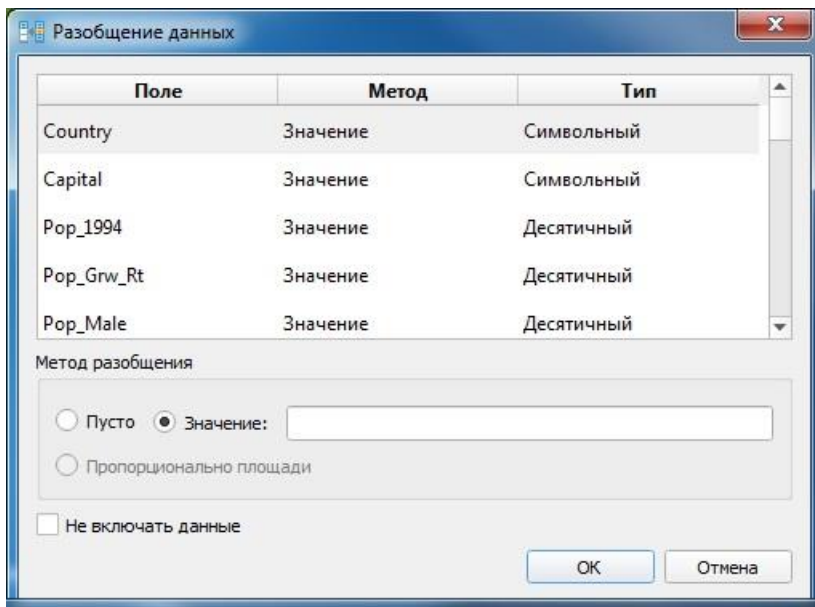 Разобщение данных
Поле Метод Тип
Country Значение Символьный
Capital Значение Символьный
Pop_1994 Значение Десятичный
Pop_Grw_Rt Значение Десятичный
Pop_Male Значение Десятичный
Метод разобщения
Пусто Значение:
Пропорционально площади
Не включать данные
OK Отмена